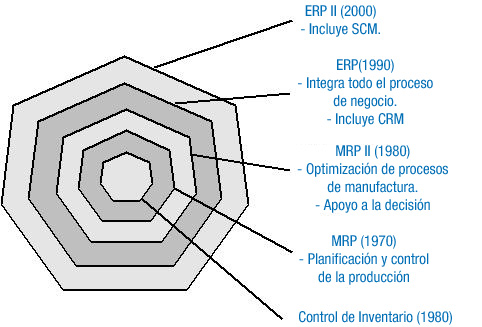 ERP II (2000)
- Incluye SCM.
ERP(1990)
- Integra todo el proceso
de negocio.
- Incluye CRM
MRP II (1980)
- Optimización de procesos
de manufactura.
- Apoyo a la decisión
MRP (1970)
- Planificación y control
de la producción
Control de Inventario (1980)